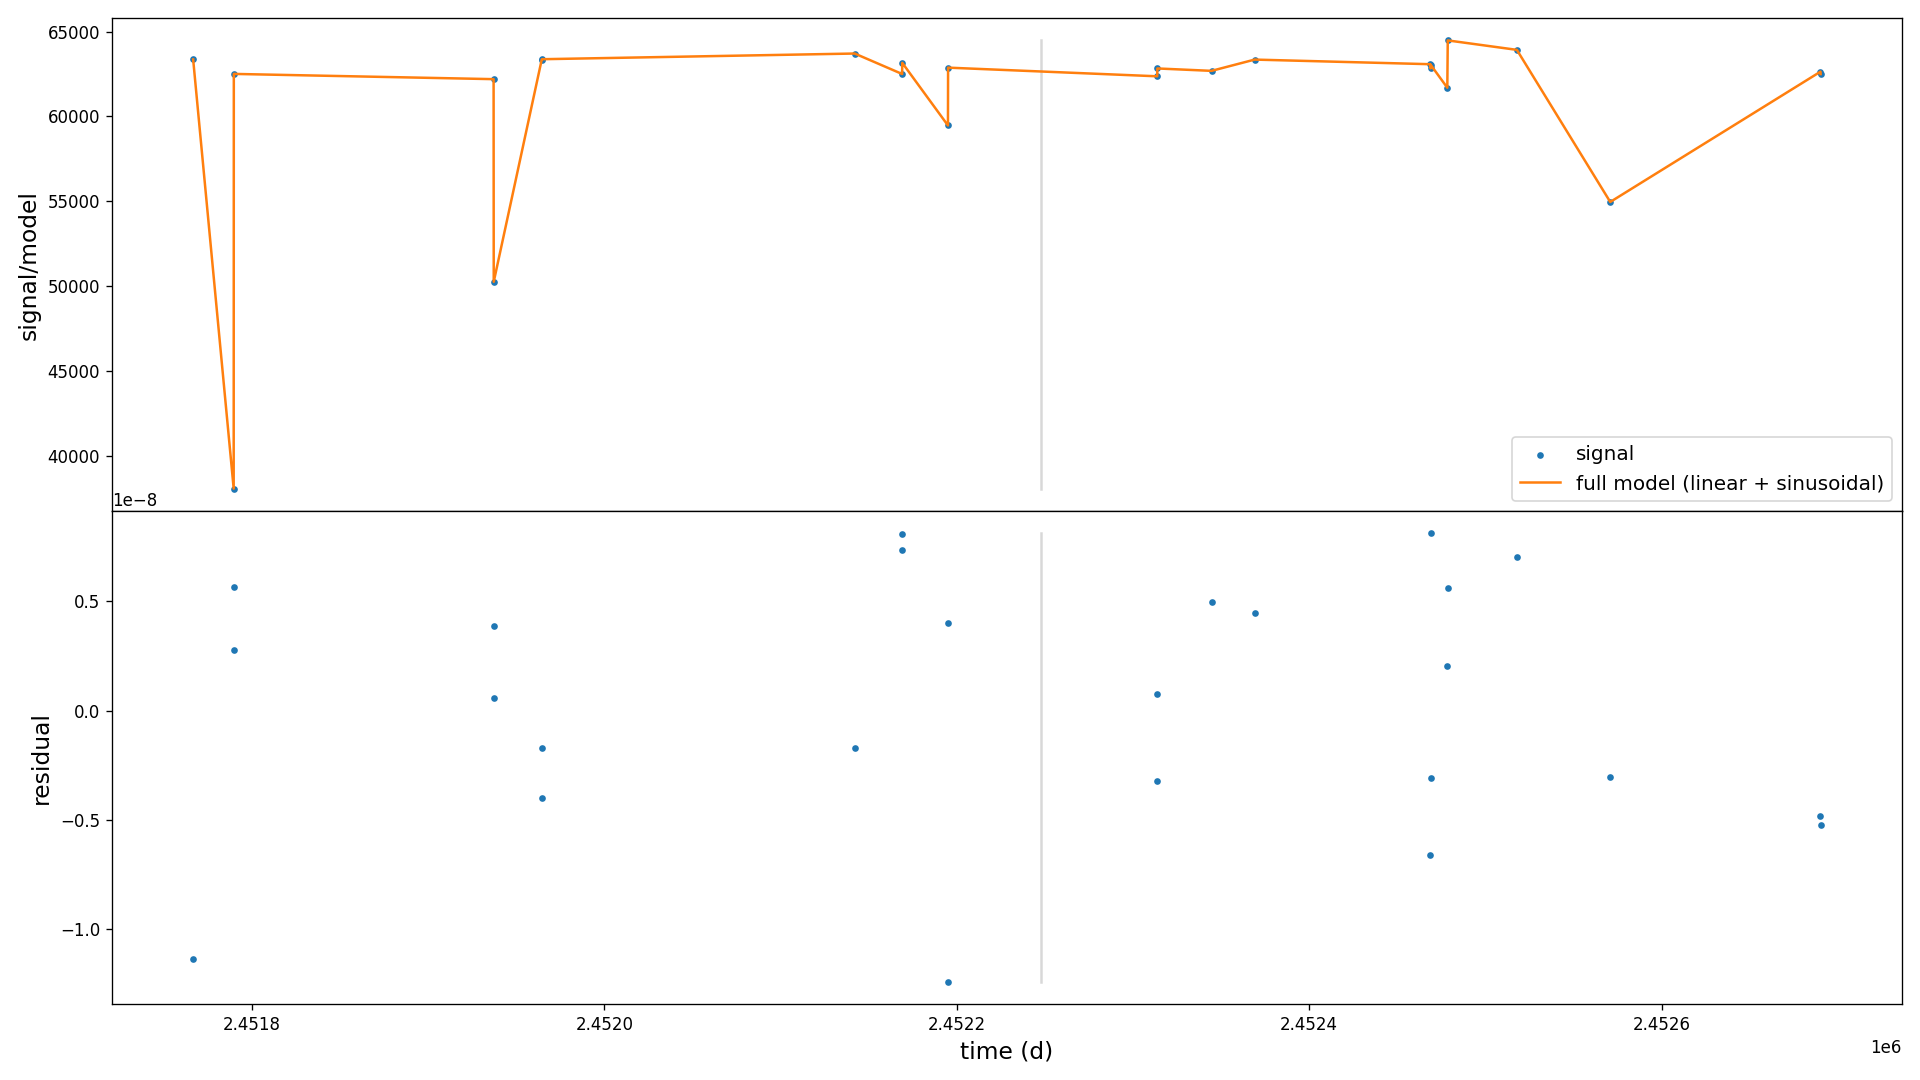 65000
60000
55000
50000
45000
40000
signal/model
signal
full model (linear + sinusoidal)
1e−8
0.5
0.0
−0.5
−1.0
residual
2.4518
2.4520
2.4522
2.4524
2.4526
time (d)
1e6